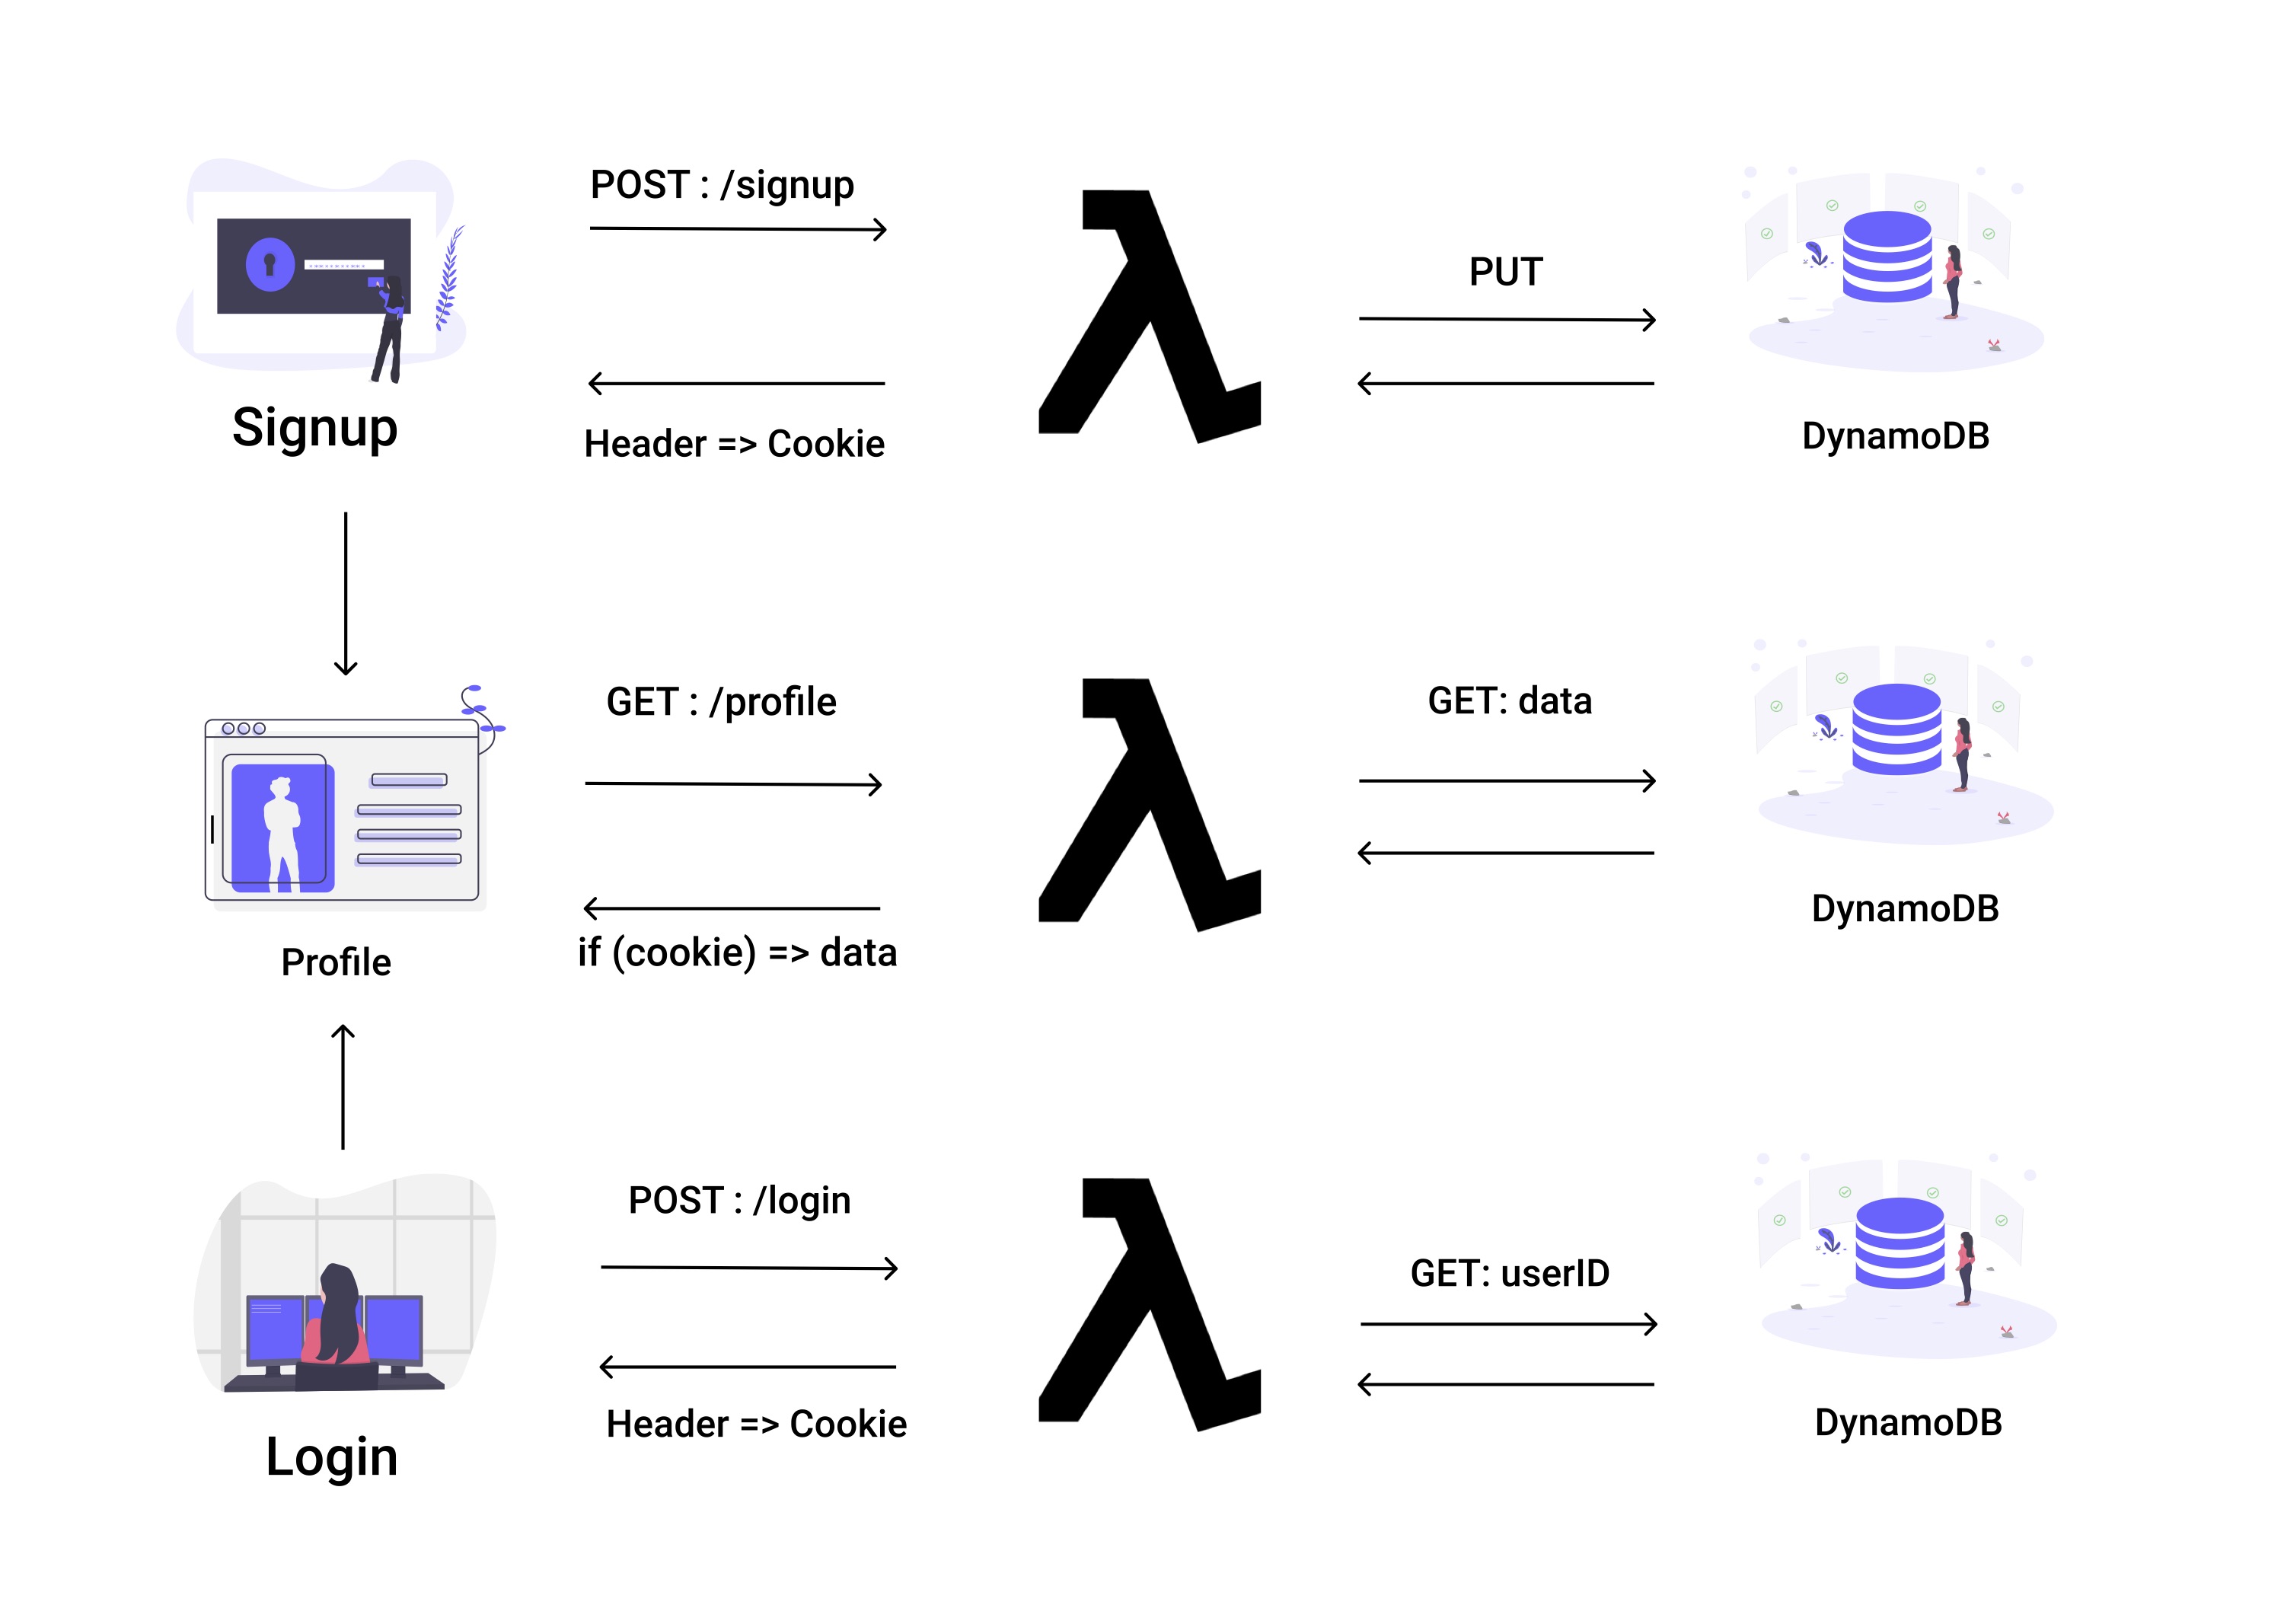 POST : /signup
PUT
Header => Cookie
Signup
DynamoDB
GET : /profile
GET: data
if (cookie) => data
Profile
DynamoDB
POST : /login
GET: userID
Header => Cookie
Login
DynamoDB